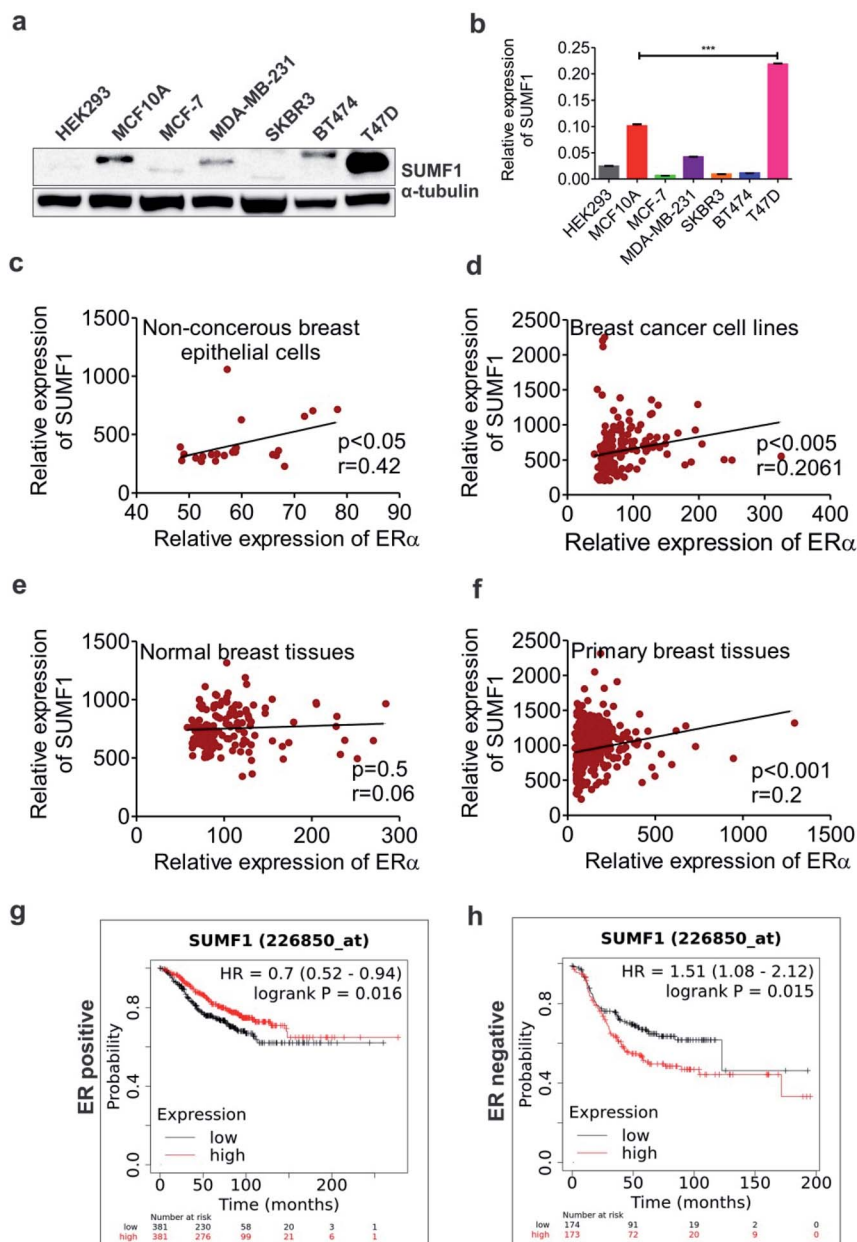 a
HEK293
MCF10A
MCF-7
MDA-MB-231
SKBR3
BT474
T47D
SUMF1
α-tubulin
b
Relative expression
of SUMF1
0.25
0.20
0.15
0.10
0.05
0.00
***
HEK293
MCF10A
MCF-7
MDA-MB-231
SKBR3
BT474
T47D
c
Relative expression
of SUMF1
1500
1000
500
0
Non-concerous breast
epithelial cells
p<0.05
r=0.42
40 50 60 70 80 90
Relative expression of ERα
d
Relative expression
of SUMF1
2500
2000
1500
1000
500
0
Breast cancer cell lines
p<0.005
r=0.2061
0 100 200 300 400
Relative expression of ERα
e
Relative expression
of SUMF1
1500
1000
500
0
Normal breast tissues
p=0.5
r=0.06
0 100 200 300
Relative expression of ERα
f
Relative expression
of SUMF1
2500
2000
1500
1000
500
0
Primary breast tissues
p<0.001
r=0.2
0 500 1000 1500
Relative expression of ERα
g
ER positive
SUMF1 (226850_at)
HR = 0.7 (0.52 - 0.94)
logrank P = 0.016
Probability
0.8
0.4
0.0
Expression
low
high
0 50 100 200
Time (months)
Number at risk
low 381 230 58 20 3 1
high 381 276 99 21 6 1
h
ER negative
SUMF1 (226850_at)
HR = 1.51 (1.08 - 2.12)
logrank P = 0.015
Probability
0.8
0.4
0.0
Expression
low
high
0 50 100 150 200
Time (months)
Number at risk
low 174 91 19 2 0
high 173 72 20 9 0